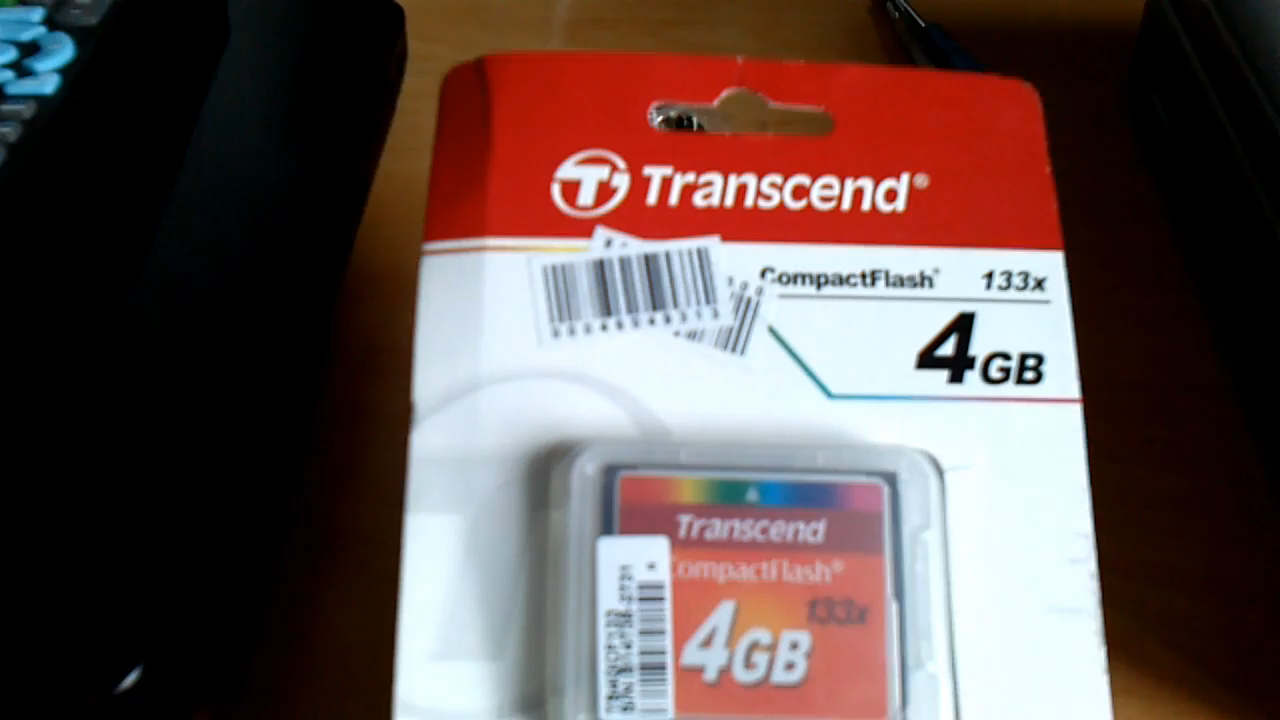 Transcend®
CompactFlash® 133x
4GB
Transcend
CompactFlash®
133x
4GB